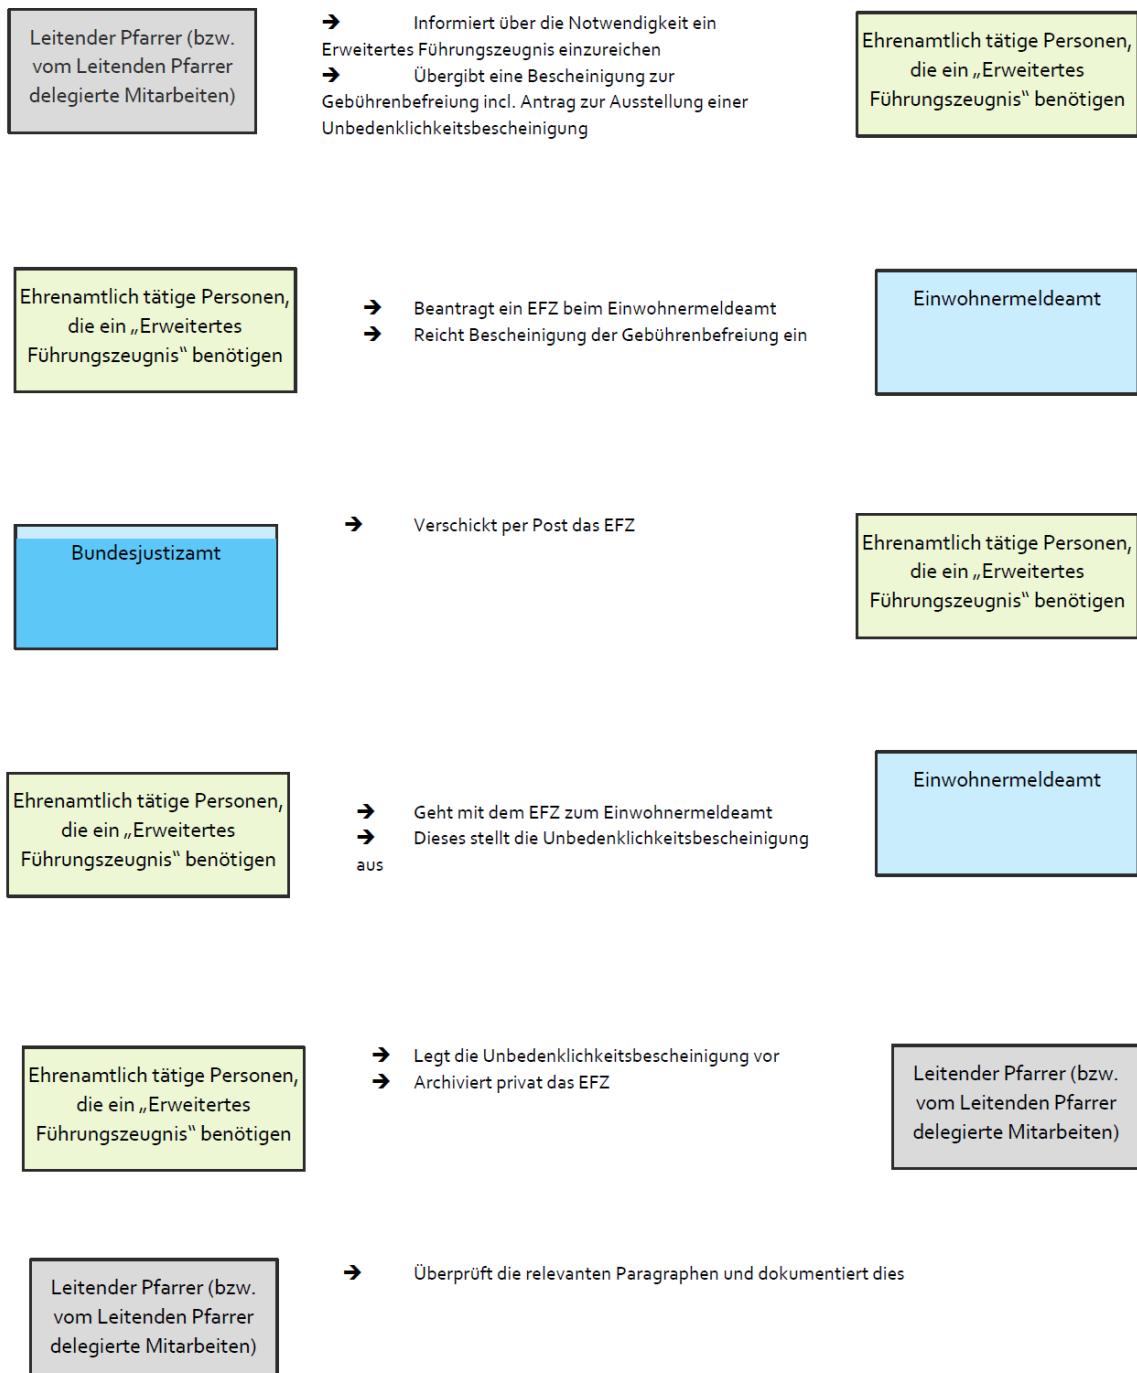 Leitender Pfarrer (bzw.
vom Leitenden Pfarrer
delegierte Mitarbeiten)
➔ Informiert über die Notwendigkeit ein
Erweitertes Führungszeugnis einzureichen
➔ Übergibt eine Bescheinigung zur
Gebührenbefreiung incl. Antrag zur Ausstellung einer
Unbedenklichkeitsbescheinigung
Ehrenamtlich tätige Personen,
die ein „Erweitertes
Führungszeugnis“ benötigen
Ehrenamtlich tätige Personen,
die ein „Erweitertes
Führungszeugnis“ benötigen
➔ Beantragt ein EFZ beim Einwohnermeldeamt
➔ Reicht Bescheinigung der Gebührenbefreiung ein
Einwohnermeldeamt
Bundesjustizamt
➔ Verschickt per Post das EFZ
Ehrenamtlich tätige Personen,
die ein „Erweitertes
Führungszeugnis“ benötigen
Ehrenamtlich tätige Personen,
die ein „Erweitertes
Führungszeugnis“ benötigen
➔ Geht mit dem EFZ zum Einwohnermeldeamt
➔ Dieses stellt die Unbedenklichkeitsbescheinigung
aus
Einwohnermeldeamt
Ehrenamtlich tätige Personen,
die ein „Erweitertes
Führungszeugnis“ benötigen
➔ Legt die Unbedenklichkeitsbescheinigung vor
➔ Archiviert privat das EFZ
Leitender Pfarrer (bzw.
vom Leitenden Pfarrer
delegierte Mitarbeiten)
Leitender Pfarrer (bzw.
vom Leitenden Pfarrer
delegierte Mitarbeiten)
➔ Überprüft die relevanten Paragraphen und dokumentiert dies